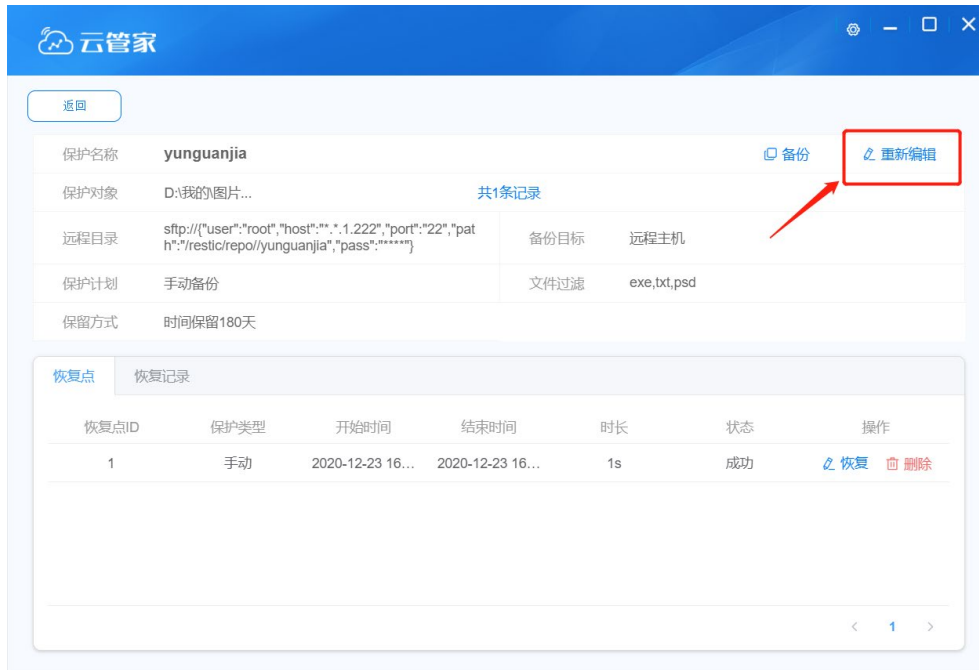 云管家
返回
保护名称 yunguanjia 备份 重新编辑
保护对象 D:\我的\图片... 共1条记录
远程目录 sftp://{"user":"root","host":"*.*.1.222","port":"22","pat
h":"/restic/repo//yunguanjia","pass":"****"} 备份目标 远程主机
保护计划 手动备份 文件过滤 exe,txt,psd
保留方式 时间保留180天
恢复点 恢复记录
恢复点ID 保护类型 开始时间 结束时间 时长 状态 操作
1 手动 2020-12-23 16... 2020-12-23 16... 1s 成功 恢复 删除
< 1 >